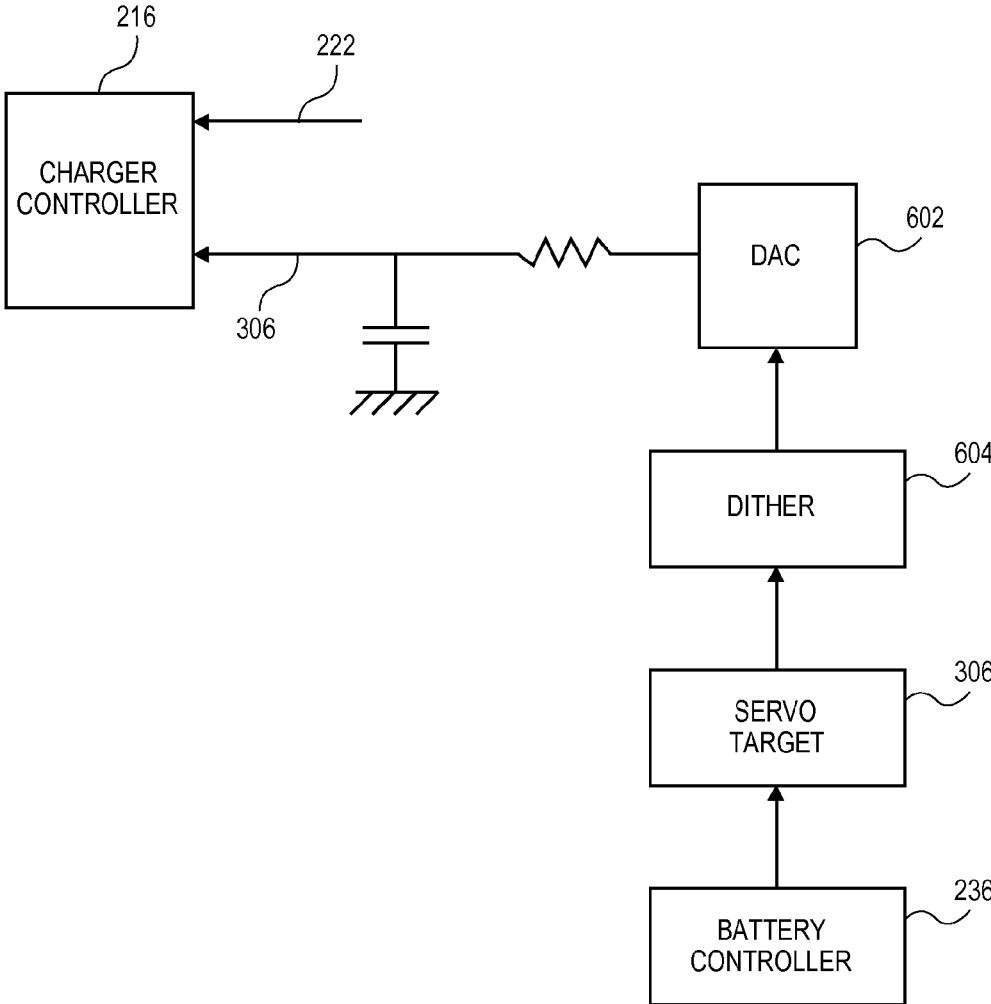 216
222
CHARGER
CONTROLLER
DAC
602
306
DITHER
604
SERVO
TARGET
306
BATTERY
CONTROLLER
236